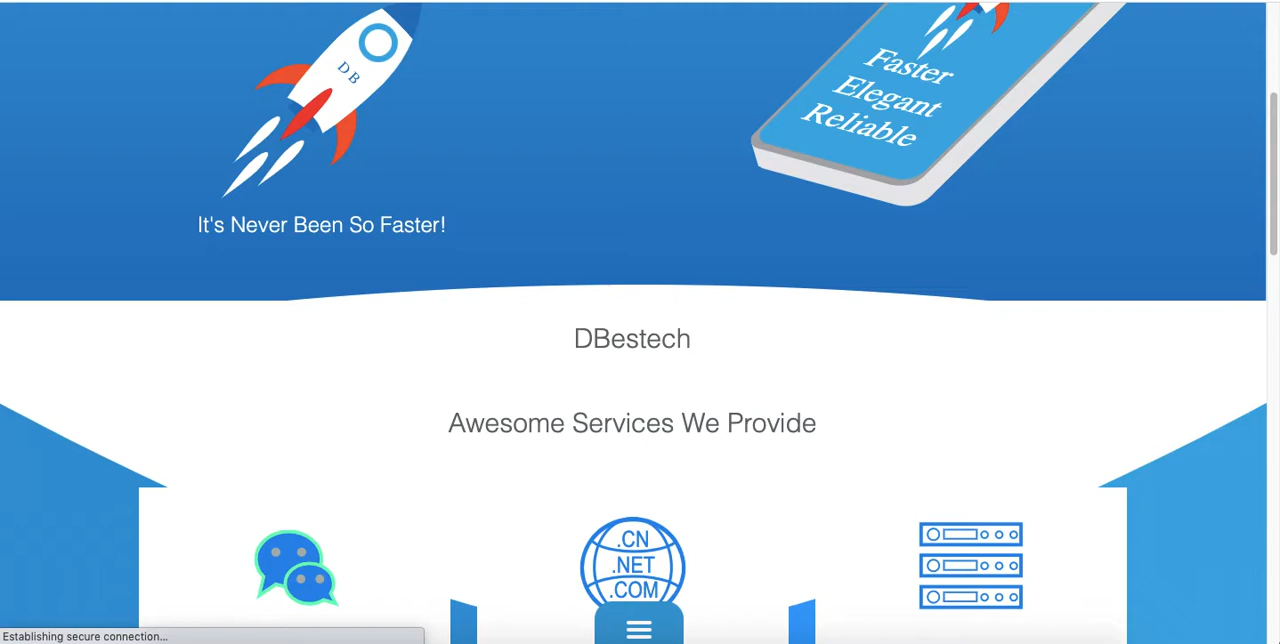 DB
Faster
Elegant
Reliable
It's Never Been So Faster!
DBestech
Awesome Services We Provide
.CN
.NET
.COM
Establishing secure connection...